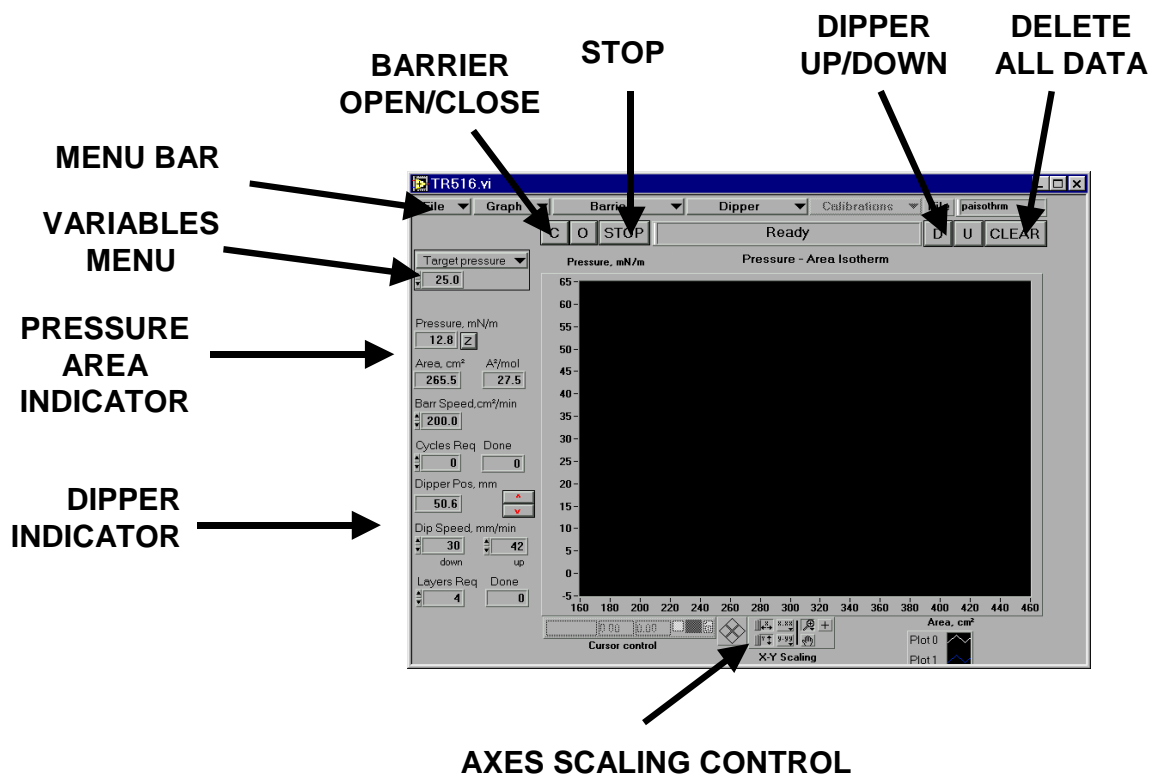 DIPPER
UP/DOWN
DELETE
ALL DATA
STOP
BARRIER
OPEN/CLOSE
MENU BAR
VARIABLES
MENU
PRESSURE
AREA
INDICATOR
DIPPER
INDICATOR
AXES SCALING CONTROL
TR516.vi
File Graph Barrier Dipper Calibrations File paisothrm
C O STOP Ready D U CLEAR
Target pressure
25.0
Pressure, mN/m
12.8 Z
Area, cm² A²/mol
265.5 27.5
Barr Speed,cm²/min
200.0
Cycles Req Done
0 0
Dipper Pos, mm
50.6
Dip Speed, mm/min
30 42
down up
Layers Req Done
4 0
Pressure, mN/m Pressure - Area Isotherm
65
60
55
50
45
40
35
30
25
20
15
10
5
0
-5
160 180 200 220 240 260 280 300 320 340 360 380 400 420 440 460
Area, cm²
0.00 0.00
Cursor control
X-Y Scaling
Plot 0
Plot 1